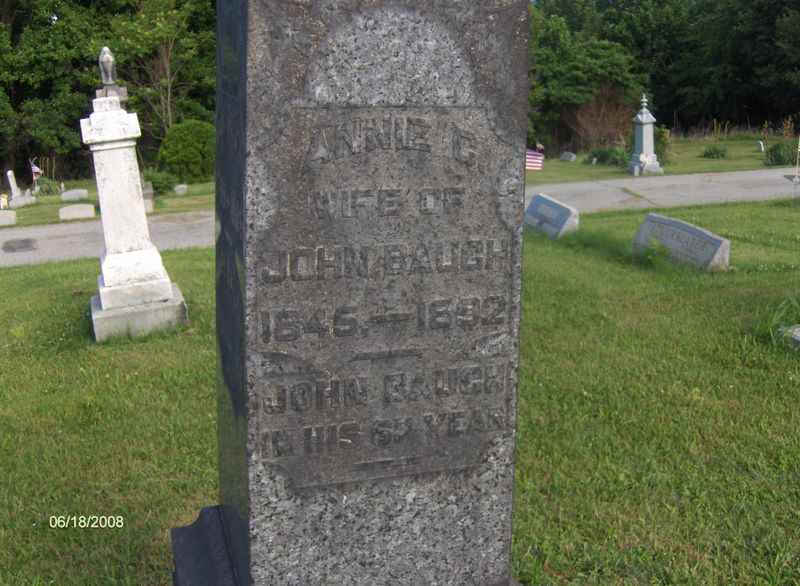 ANNIE C.
WIFE OF
JOHN BAUGH
1846.—1892
JOHN BAUGH
IN HIS YEAR
06/18/2008